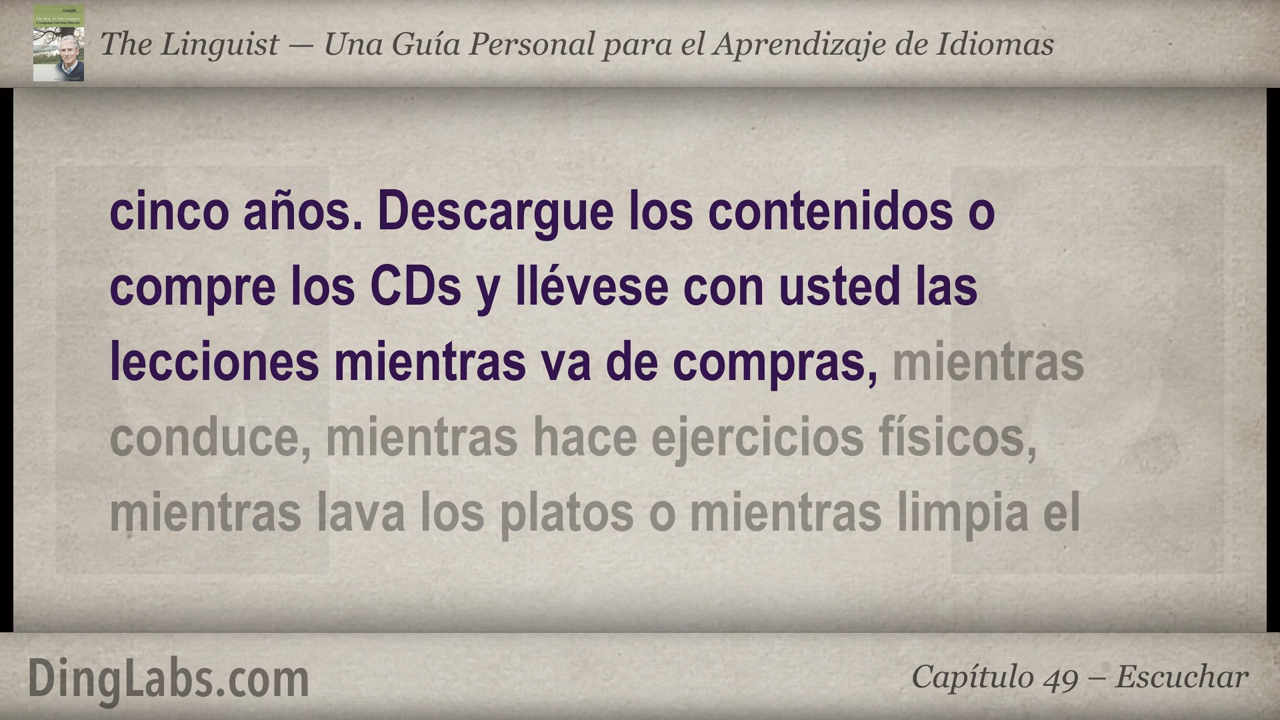 The Linguist — Una Guía Personal para el Aprendizaje de Idiomas
cinco años. Descargue los contenidos o
compre los CDs y llévese con usted las
lecciones mientras va de compras, mientras
conduce, mientras hace ejercicios físicos,
mientras lava los platos o mientras limpia el
DingLabs.com
Capítulo 49 – Escuchar